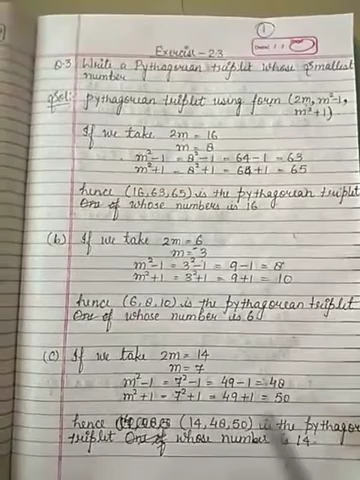 ①
Exercise - 2.3
Q.3 Write a Pythagorean triplet whose smallest
number
Sol: pythagorean triplet using form (2m, m²-1,
m²+1)
If we take 2m = 16
m = 8
m²-1 = 8²-1 = 64-1 = 63
m²+1 = 8²+1 = 64+1 = 65
hence (16,63,65) is the pythagorean triplet
One of whose numbers is 16
(b) If we take 2m = 6
m = 3
m²-1 = 3²-1 = 9-1 = 8
m²+1 = 3²+1 = 9+1 = 10
hence (6,8,10) is the pythagorean triplet
One of whose number is 6
(c) If we take 2m = 14
m = 7
m²-1 = 7²-1 = 49-1 = 48
m²+1 = 7²+1 = 49+1 = 50
hence (14,48,50) is the pythagor
triplet One of whose number is 14.